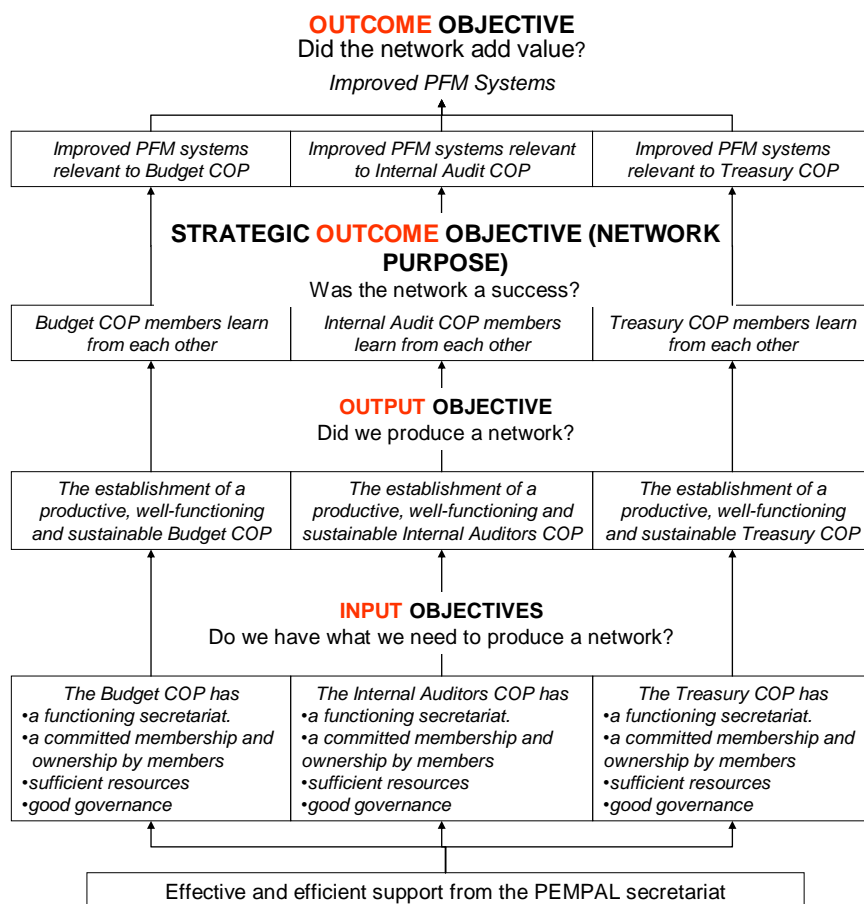 OUTCOME OBJECTIVE
Did the network add value?
Improved PFM Systems
Improved PFM systems
relevant to Budget COP
Improved PFM systems relevant
to Internal Audit COP
Improved PFM systems
relevant to Treasury COP
STRATEGIC OUTCOME OBJECTIVE (NETWORK
PURPOSE)
Was the network a success?
Budget COP members learn
from each other
Internal Audit COP members
learn from each other
Treasury COP members learn
from each other
OUTPUT OBJECTIVE
Did we produce a network?
The establishment of a
productive, well-functioning
and sustainable Budget COP
The establishment of a
productive, well-functioning and
sustainable Internal Auditors COP
The establishment of a
productive, well-functioning
and sustainable Treasury COP
INPUT OBJECTIVES
Do we have what we need to produce a network?
The Budget COP has
•a functioning secretariat.
•a committed membership and
ownership by members
•sufficient resources
•good governance
The Internal Auditors COP has
•a functioning secretariat.
•a committed membership and
ownership by members
•sufficient resources
•good governance
The Treasury COP has
•a functioning secretariat.
•a committed membership and
ownership by members
•sufficient resources
•good governance
Effective and efficient support from the PEMPAL secretariat